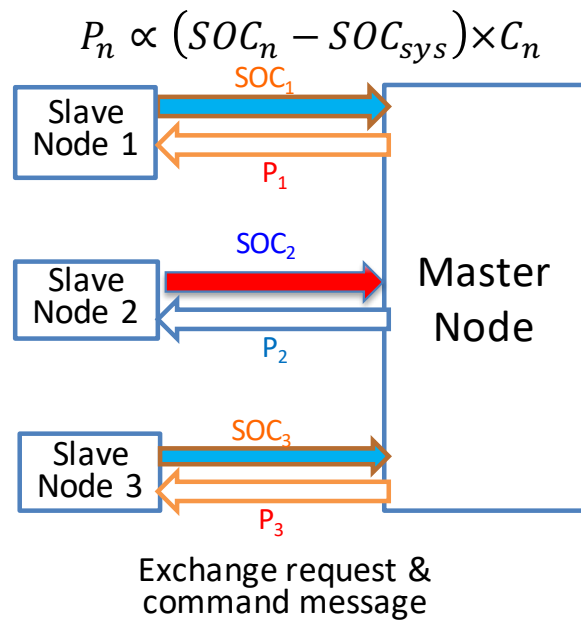 Pₙ ∝ (SOCₙ − SOC_sys)×Cₙ
SOC₁
Slave
Node 1
P₁
SOC₂
Slave
Node 2
P₂
Master
Node
SOC₃
Slave
Node 3
P₃
Exchange request &
command message